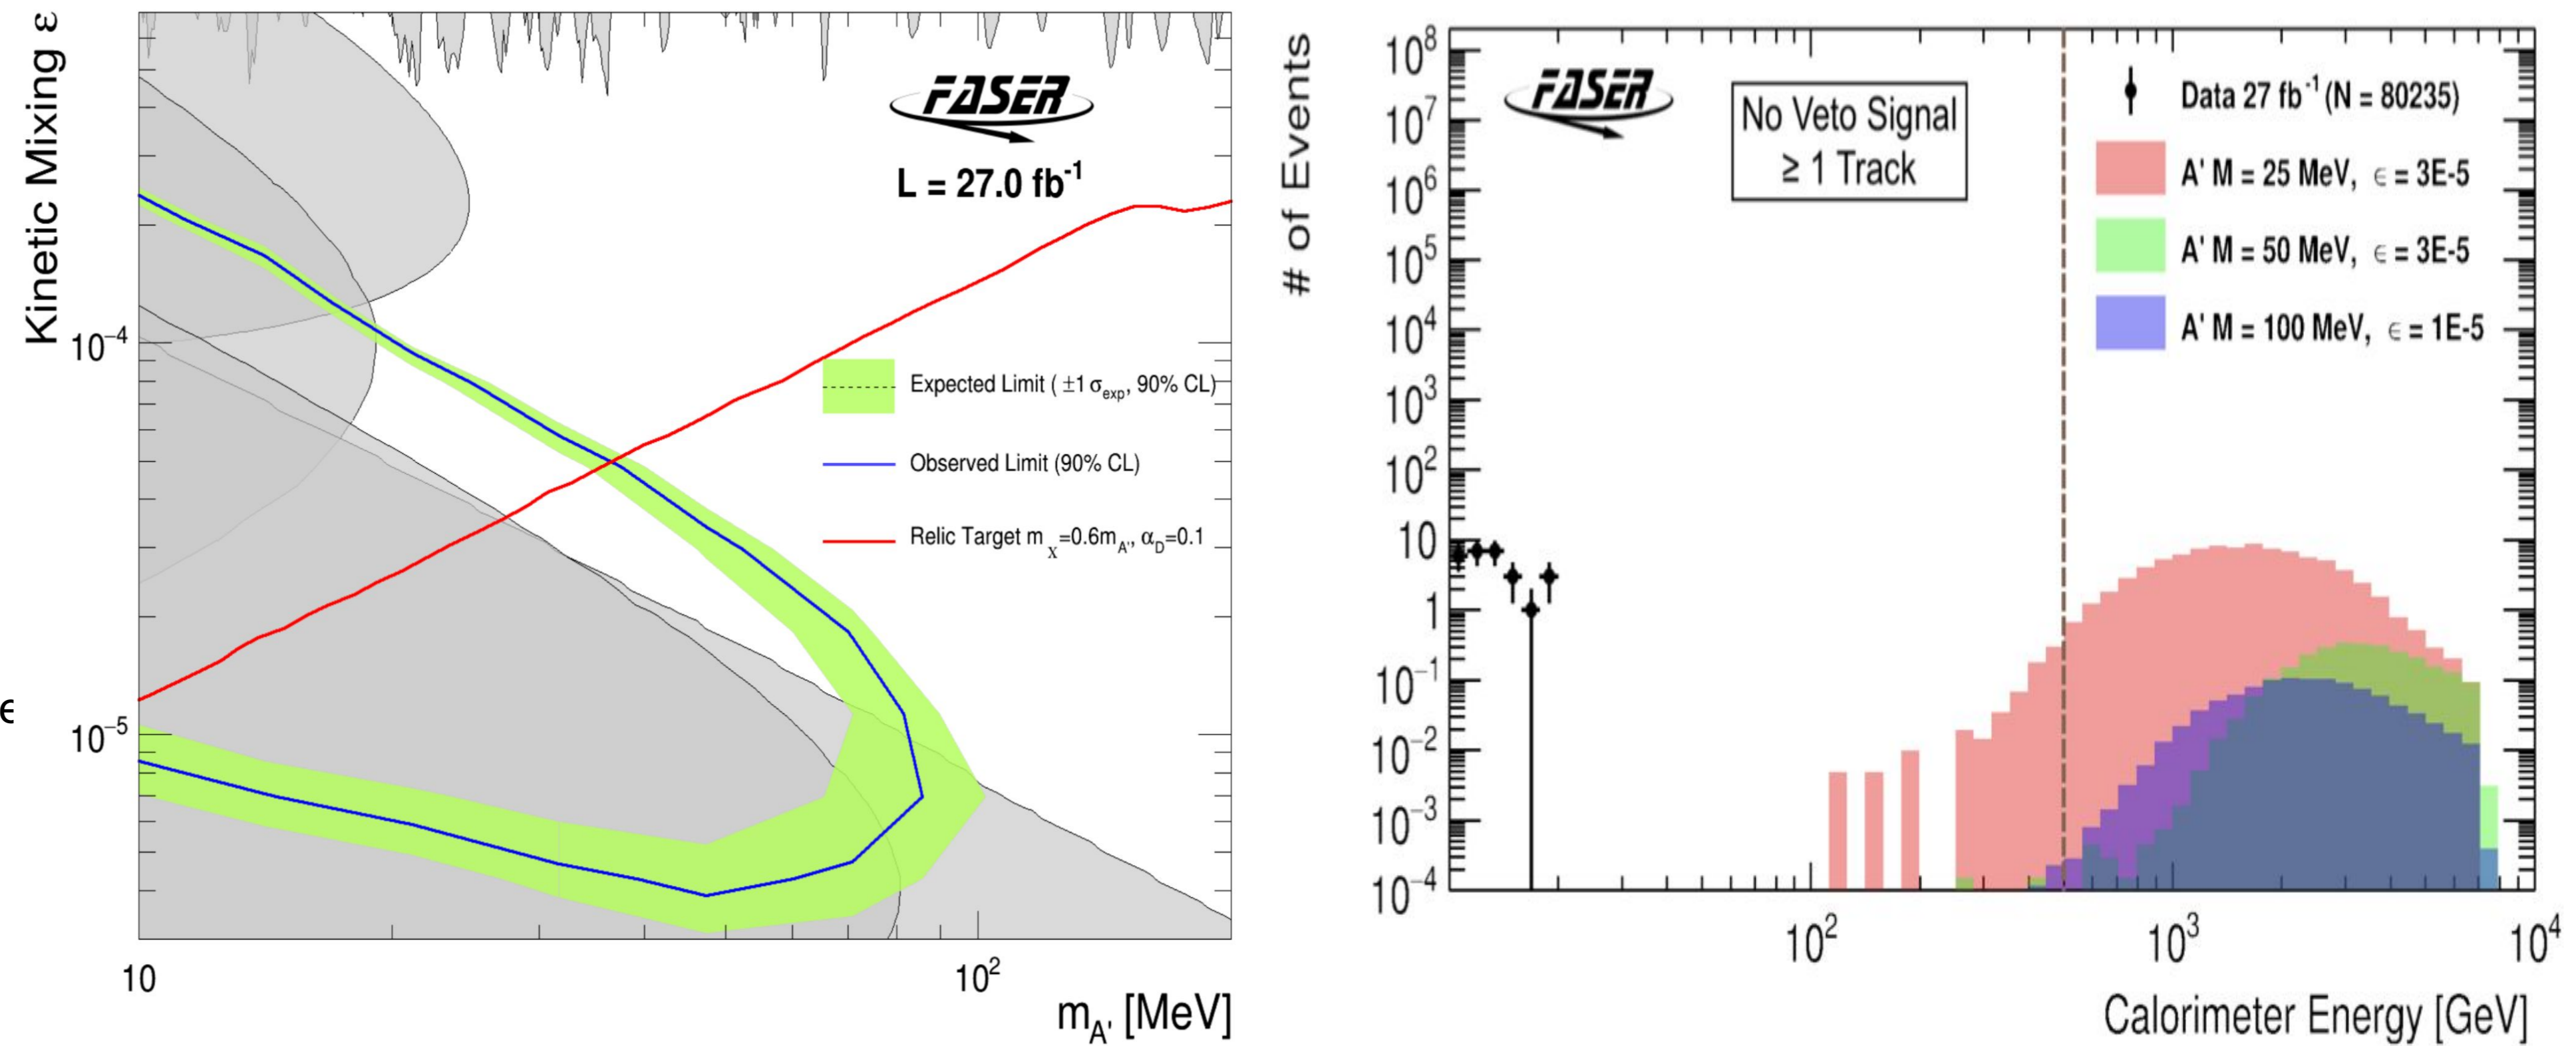 Kinetic Mixing ε
10⁻⁴
10⁻⁵
ϵ
FASER
L = 27.0 fb⁻¹
Expected Limit ( ±1 σexp, 90% CL)
Observed Limit (90% CL)
Relic Target mχ=0.6mA', αD=0.1
10
10²
mA' [MeV]
# of Events
10⁸
10⁷
10⁶
10⁵
10⁴
10³
10²
10
1
10⁻¹
10⁻²
10⁻³
10⁻⁴
FASER
No Veto Signal
≥ 1 Track
Data 27 fb⁻¹ (N = 80235)
A' M = 25 MeV, ϵ = 3E-5
A' M = 50 MeV, ϵ = 3E-5
A' M = 100 MeV, ϵ = 1E-5
10²
10³
10⁴
Calorimeter Energy [GeV]